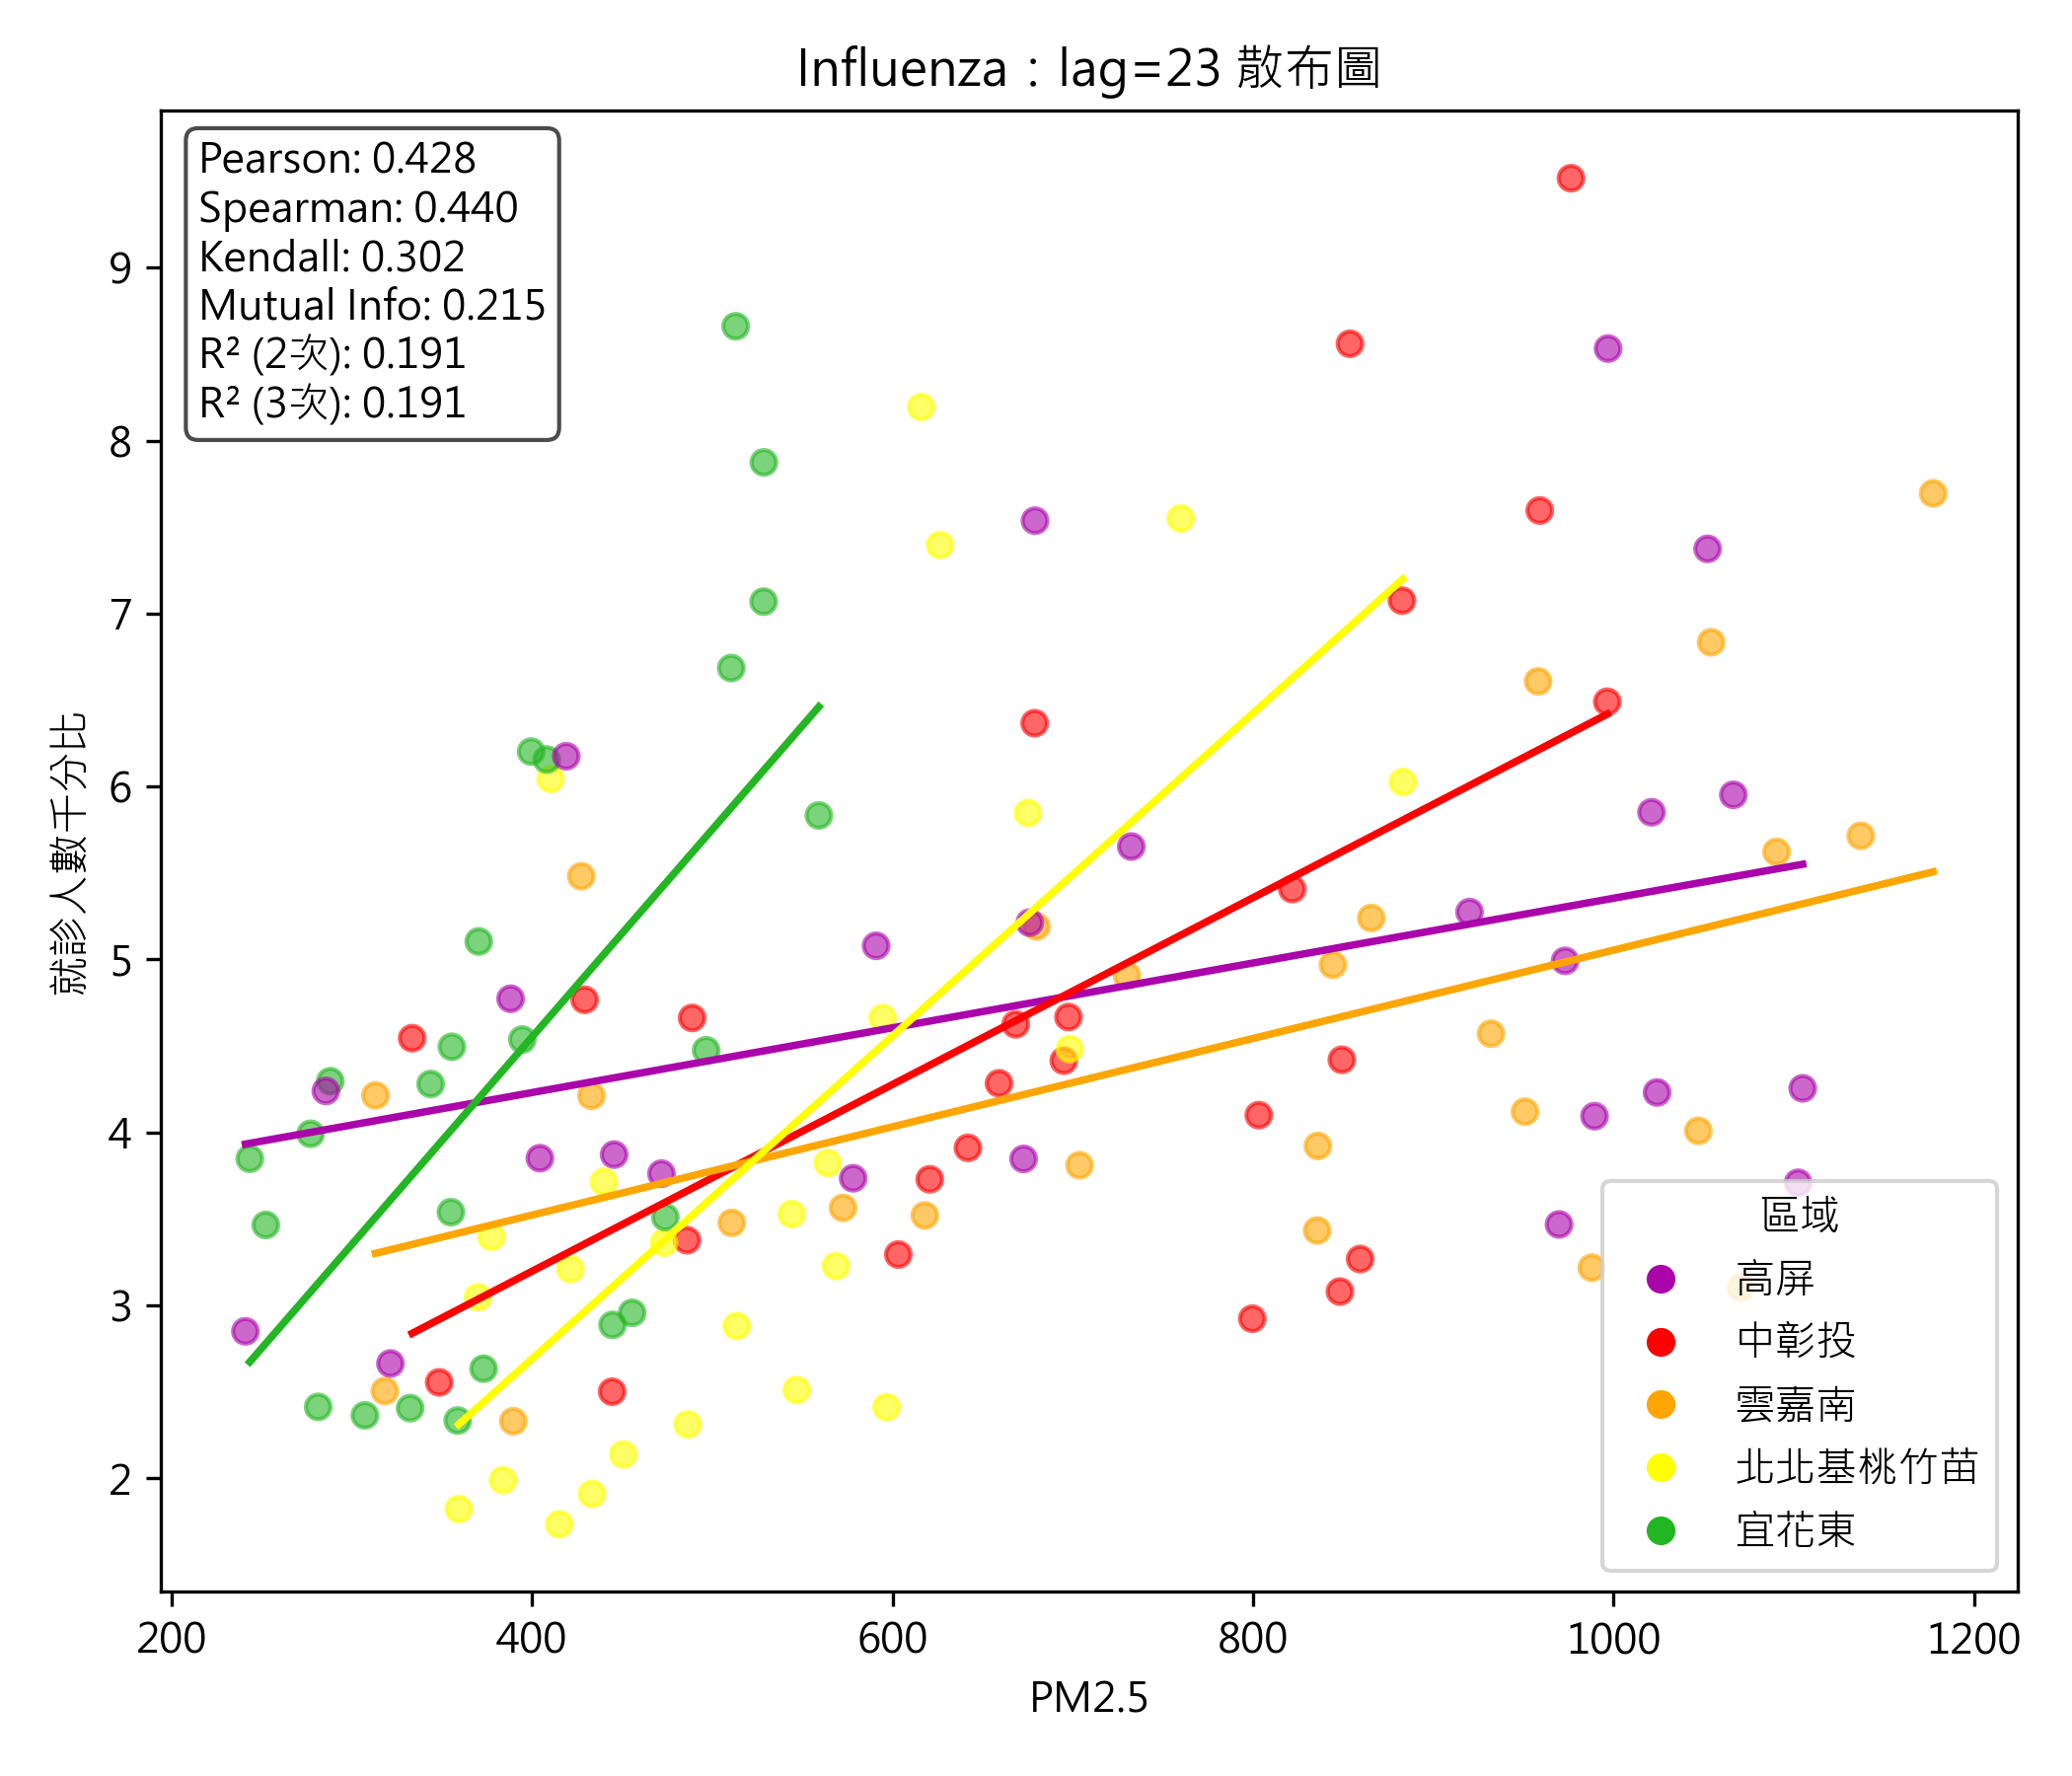 Influenza：lag=23 散布圖
Pearson: 0.428
Spearman: 0.440
Kendall: 0.302
Mutual Info: 0.215
R² (2次): 0.191
R² (3次): 0.191
就診人數千分比
9
8
7
6
5
4
3
2
區域
高屏
中彰投
雲嘉南
北北基桃竹苗
宜花東
200
400
600
800
1000
1200
PM2.5